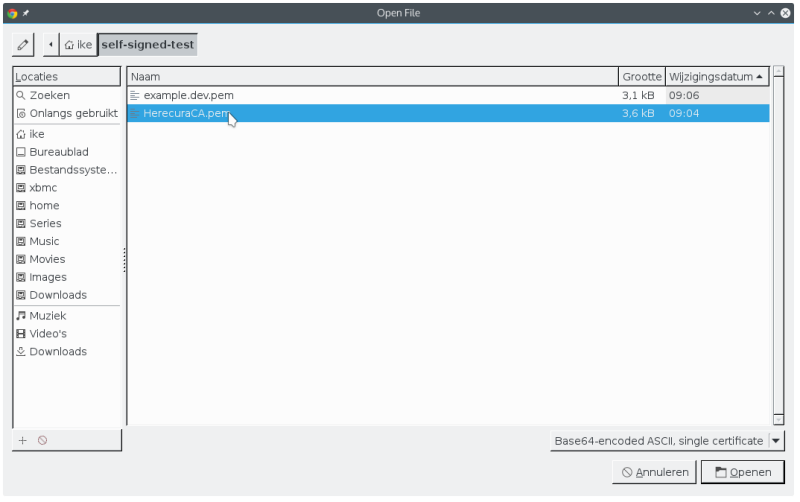 Open File
ike self-signed-test
Locaties
Zoeken
Onlangs gebruikt
ike
Bureaublad
Bestandssyste...
xbmc
home
Series
Music
Movies
Images
Downloads
Muziek
Video's
Downloads
Naam Grootte Wijzigingsdatum
example.dev.pem 3,1 kB 09:06
HerecuraCA.pem 3,6 kB 09:04
Base64-encoded ASCII, single certificate
Annuleren Openen